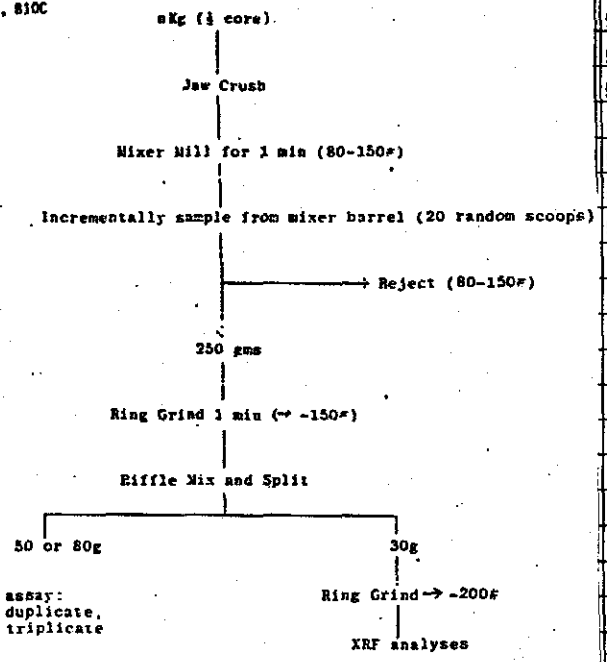 , 810C
mKg (½ core)
Jaw Crush
Mixer Mill for 1 min (80-150#)
Incrementally sample from mixer barrel (20 random scoops)
→ Reject (80-150#)
250 gms
Ring Grind 1 min (→ -150#)
Riffle Mix and Split
50 or 80g 30g
assay: Ring Grind → -200#
duplicate,
triplicate
XRF analyses